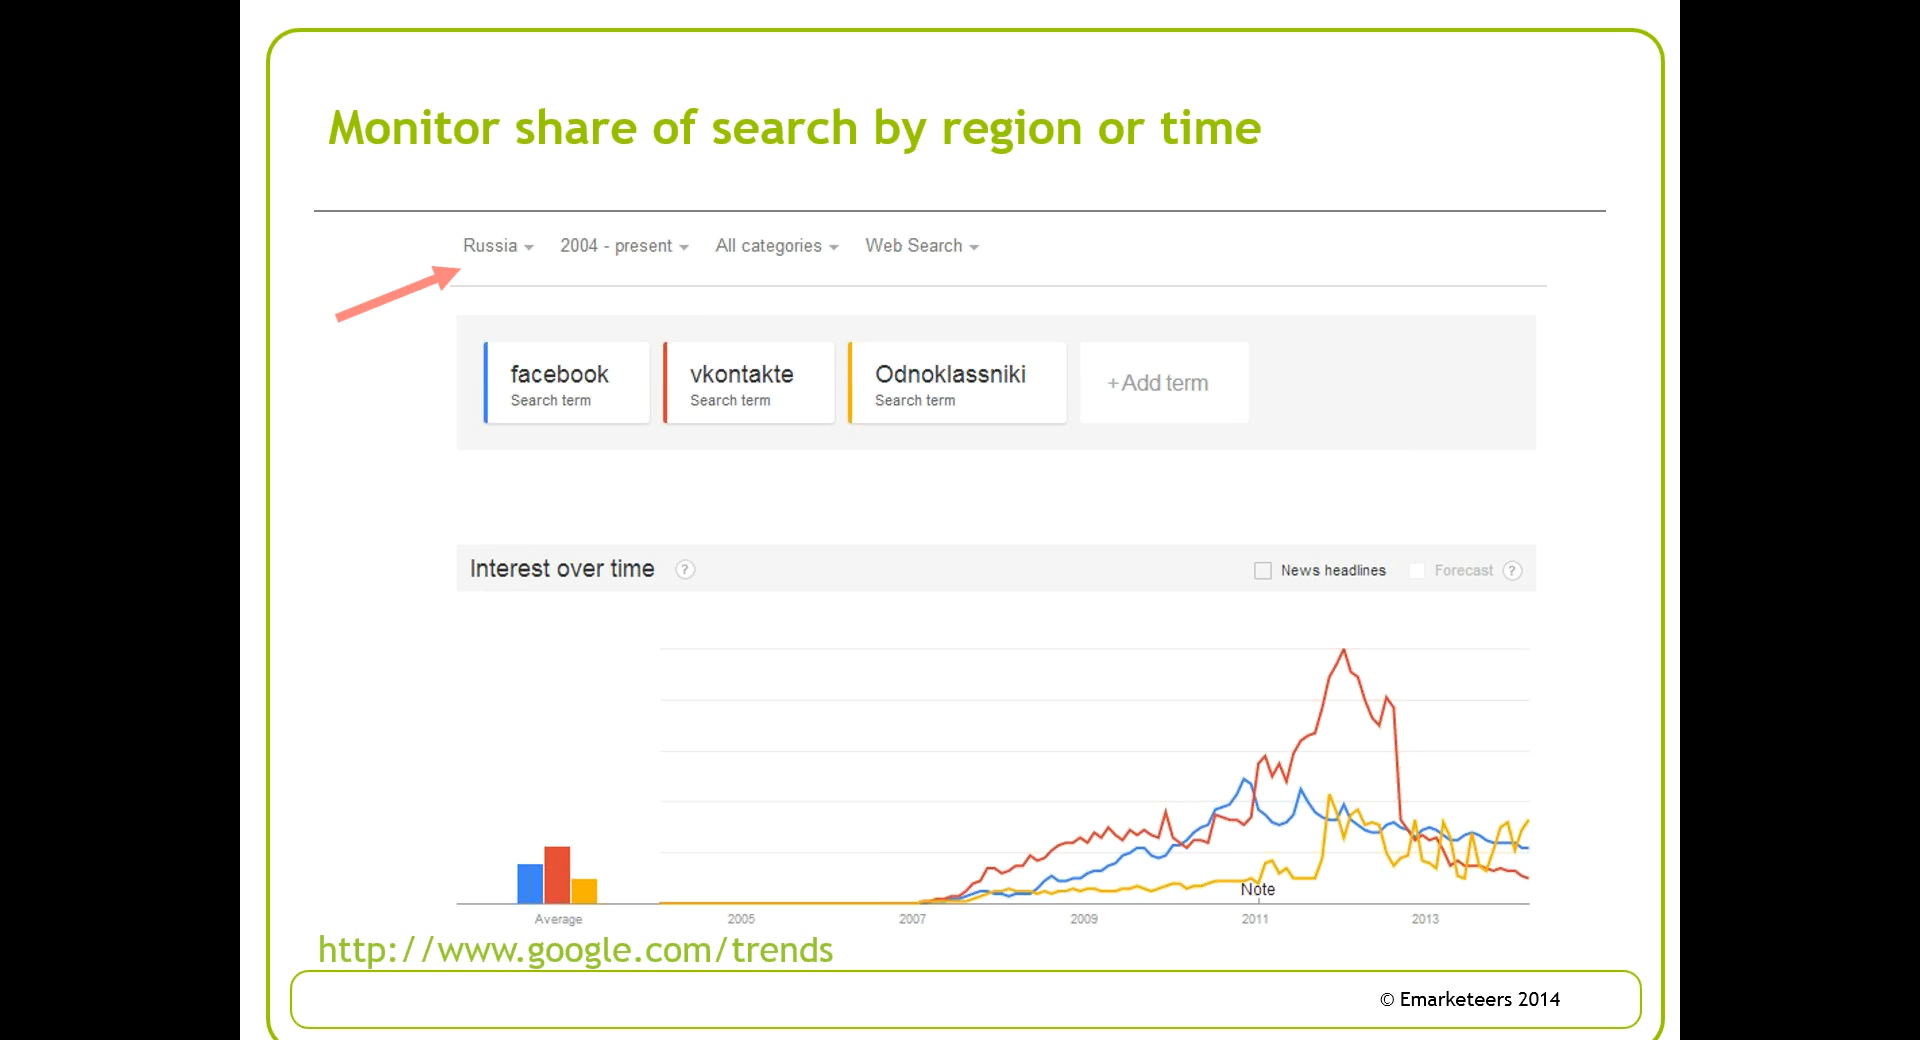 Monitor share of search by region or time
Russia 2004 - present All categories Web Search
facebook vkontakte Odnoklassniki +Add term
Search term Search term Search term
Interest over time ? News headlines Forecast ?
Note
Average 2005 2007 2009 2011 2013
http://www.google.com/trends
© Emarketeers 2014